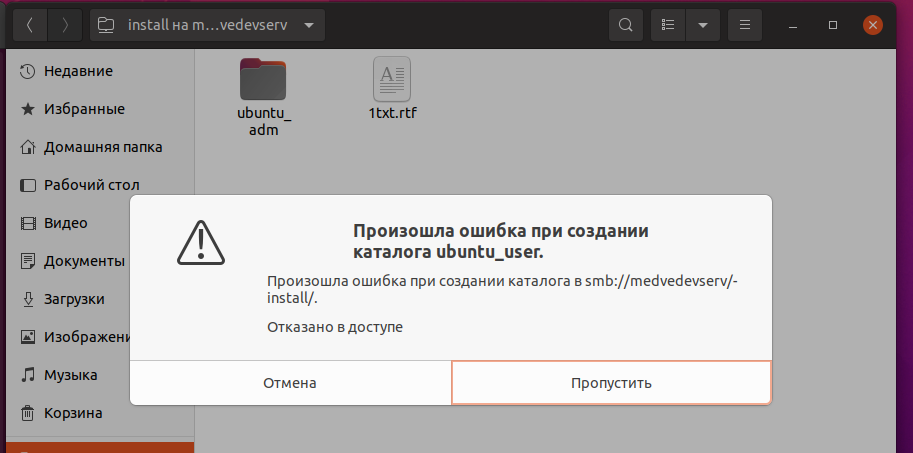 install на m...vedevserv
Недавние
Избранные
Домашняя папка
Рабочий стол
Видео
Документы
Загрузки
Изображени
Музыка
Корзина
ubuntu_
adm
1txt.rtf
Произошла ошибка при создании
каталога ubuntu_user.
Произошла ошибка при создании каталога в smb://medvedevserv/-
install/.
Отказано в доступе
Отмена
Пропустить